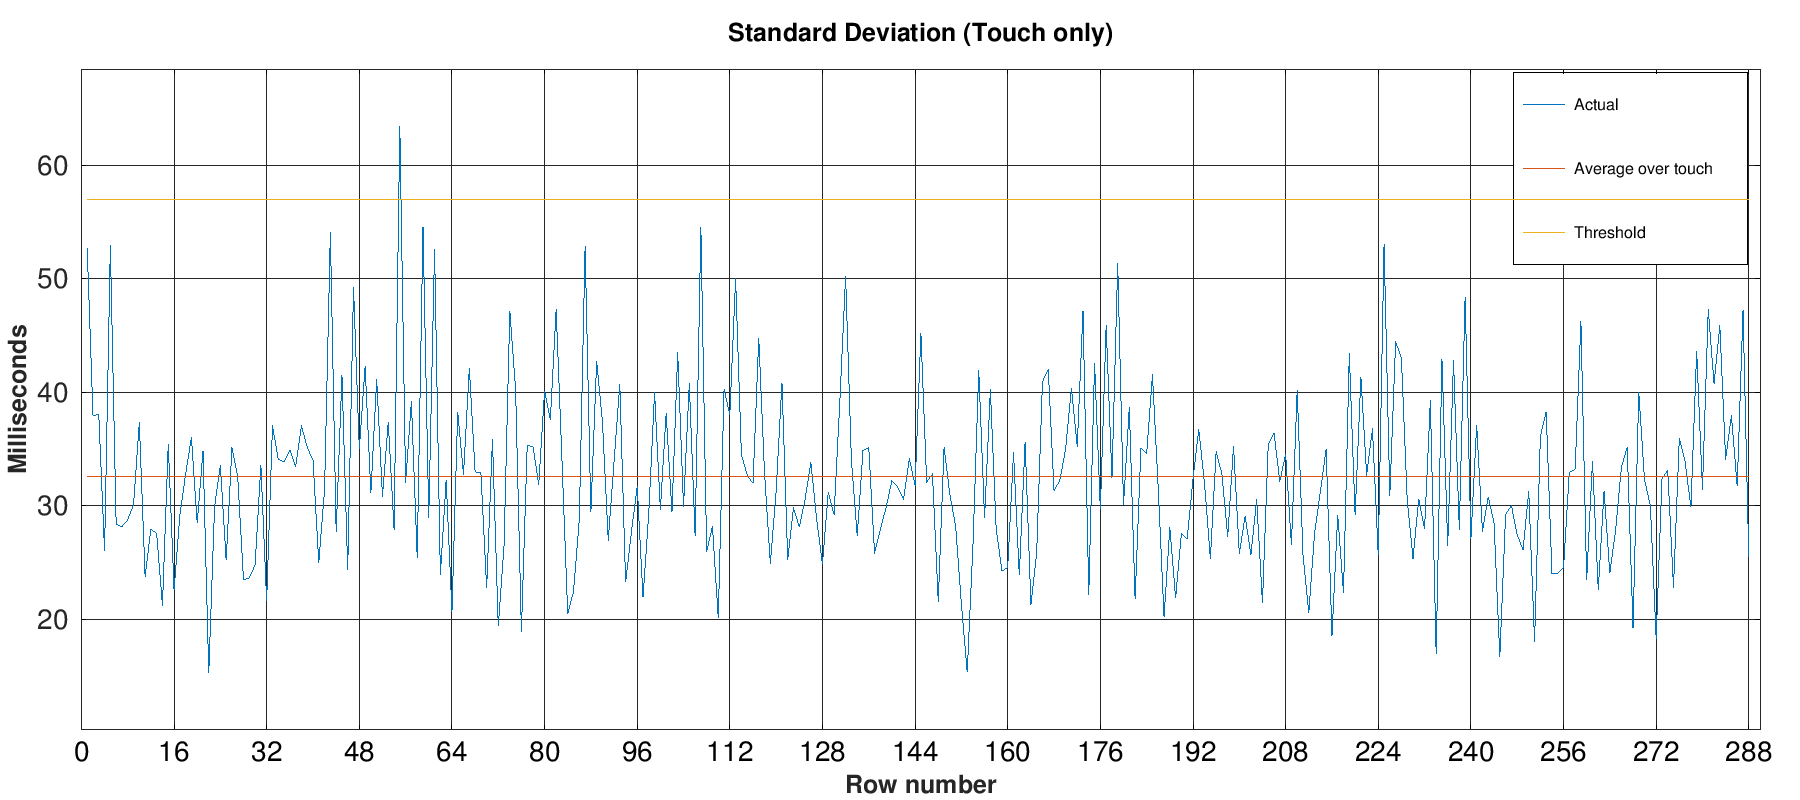 Standard Deviation (Touch only)
Actual
Average over touch
Threshold
60
50
40
30
20
Milliseconds
0 16 32 48 64 80 96 112 128 144 160 176 192 208 224 240 256 272 288
Row number